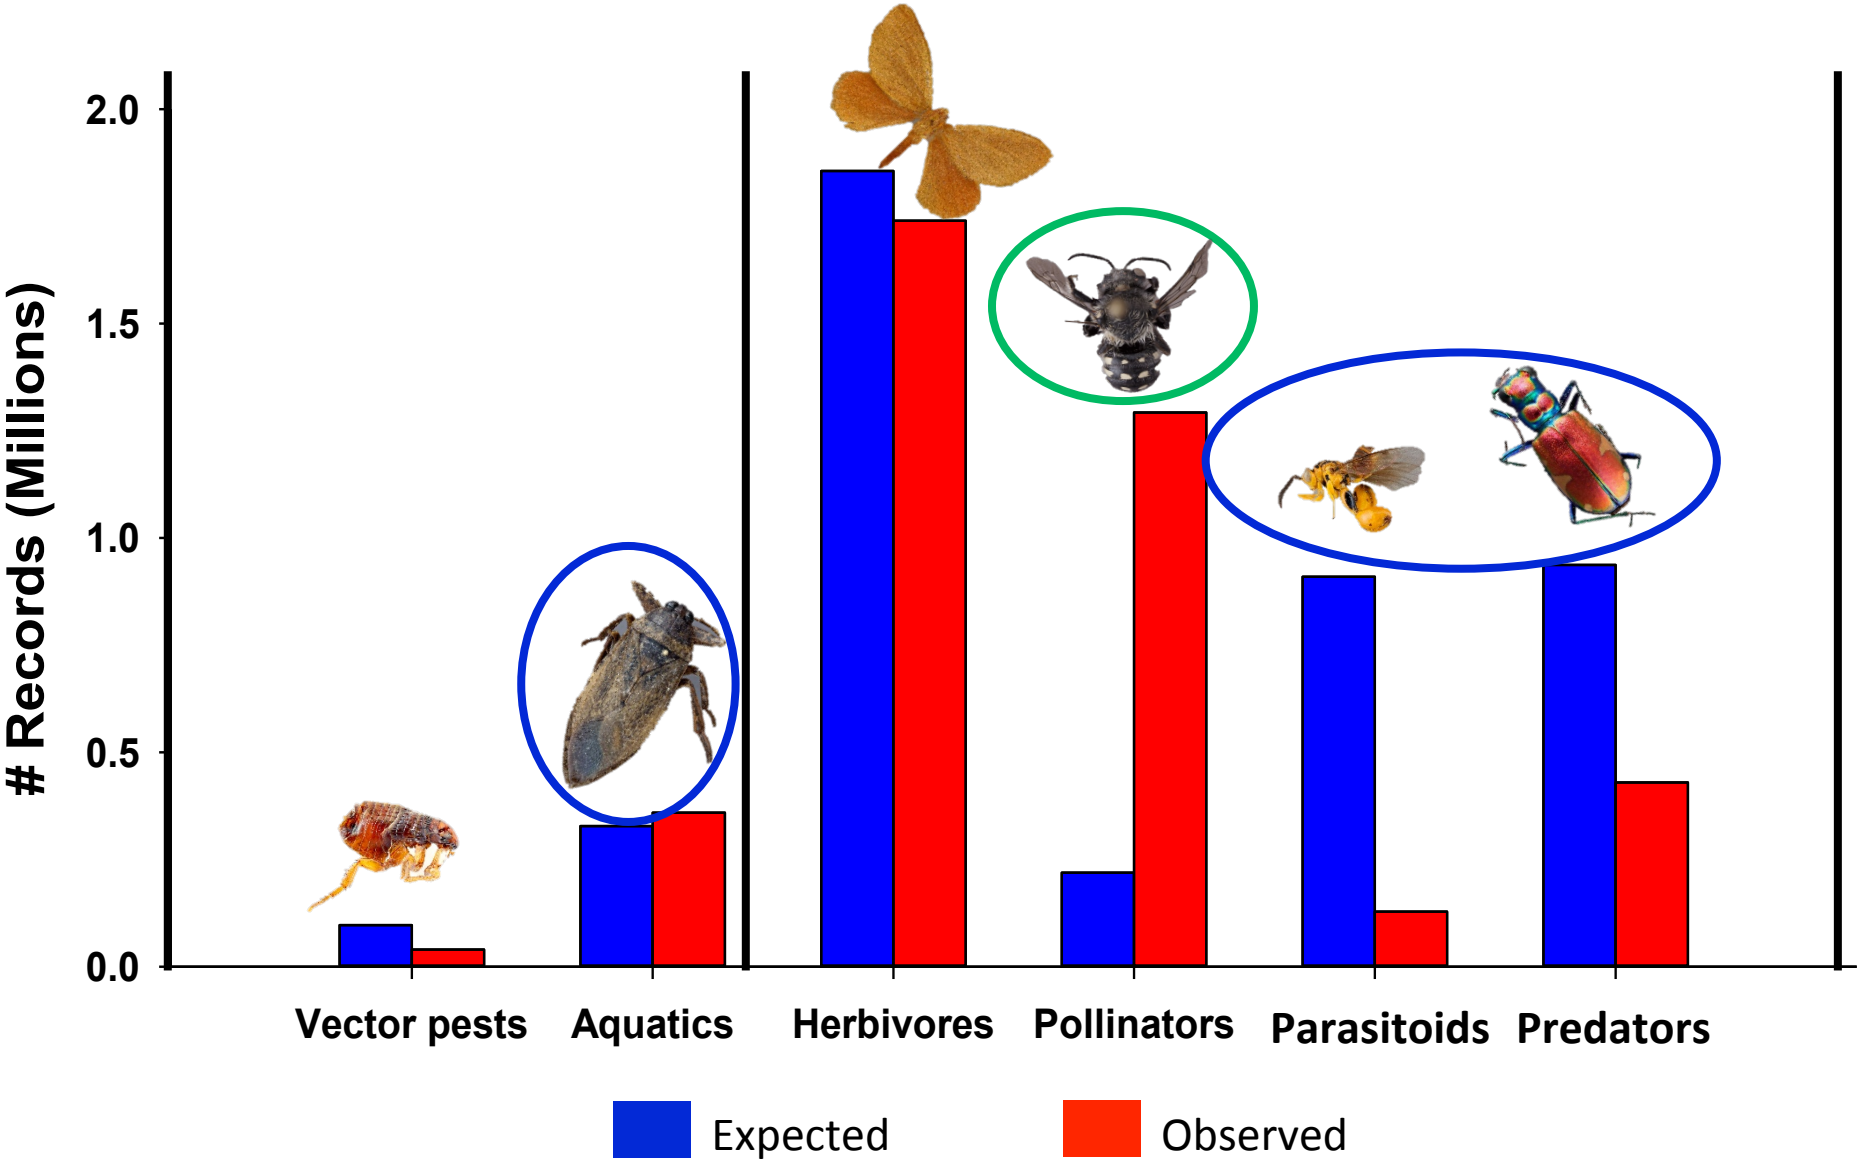 # Records (Millions)
2.0
1.5
1.0
0.5
0.0
Vector pests Aquatics Herbivores Pollinators Parasitoids Predators
Expected Observed